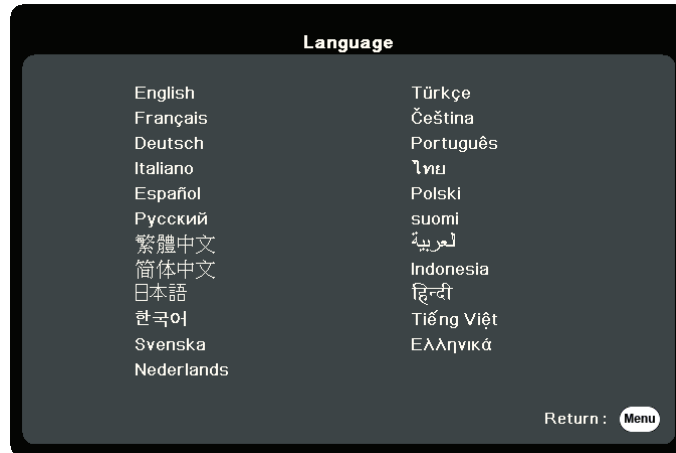 Language
English
Français
Deutsch
Italiano
Español
Русский
繁體中文
简体中文
日本語
한국어
Svenska
Nederlands
Türkçe
Čeština
Português
ไทย
Polski
suomi
العربية
Indonesia
हिन्दी
Tiếng Việt
Ελληνικά
Return: Menu